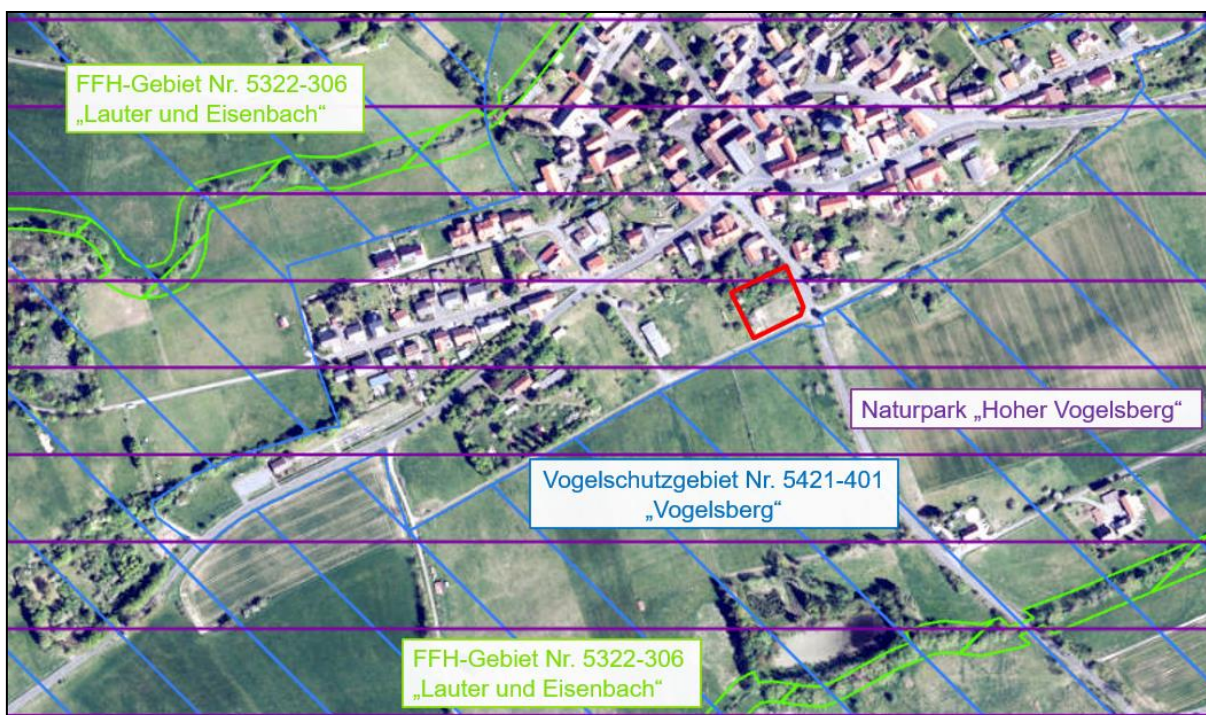 FFH-Gebiet Nr. 5322-306
„Lauter und Eisenbach“
Naturpark „Hoher Vogelsberg“
Vogelschutzgebiet Nr. 5421-401
„Vogelsberg“
FFH-Gebiet Nr. 5322-306
„Lauter und Eisenbach“